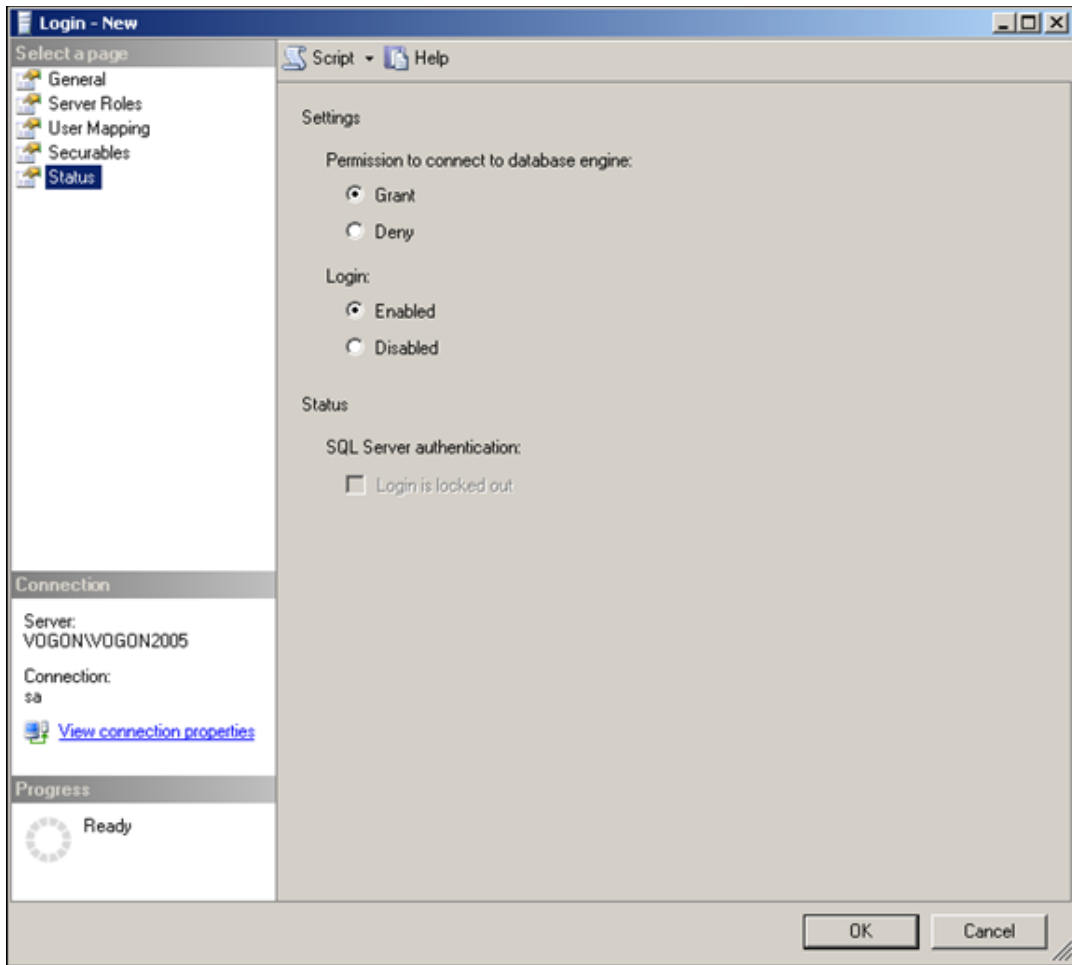 Login - New
Select a page
General
Server Roles
User Mapping
Securables
Status
Script
Help
Settings
Permission to connect to database engine:
Grant
Deny
Login:
Enabled
Disabled
Status
SQL Server authentication:
Login is locked out
Connection
Server:
VOGON\VOGON2005
Connection:
sa
View connection properties
Progress
Ready
OK
Cancel